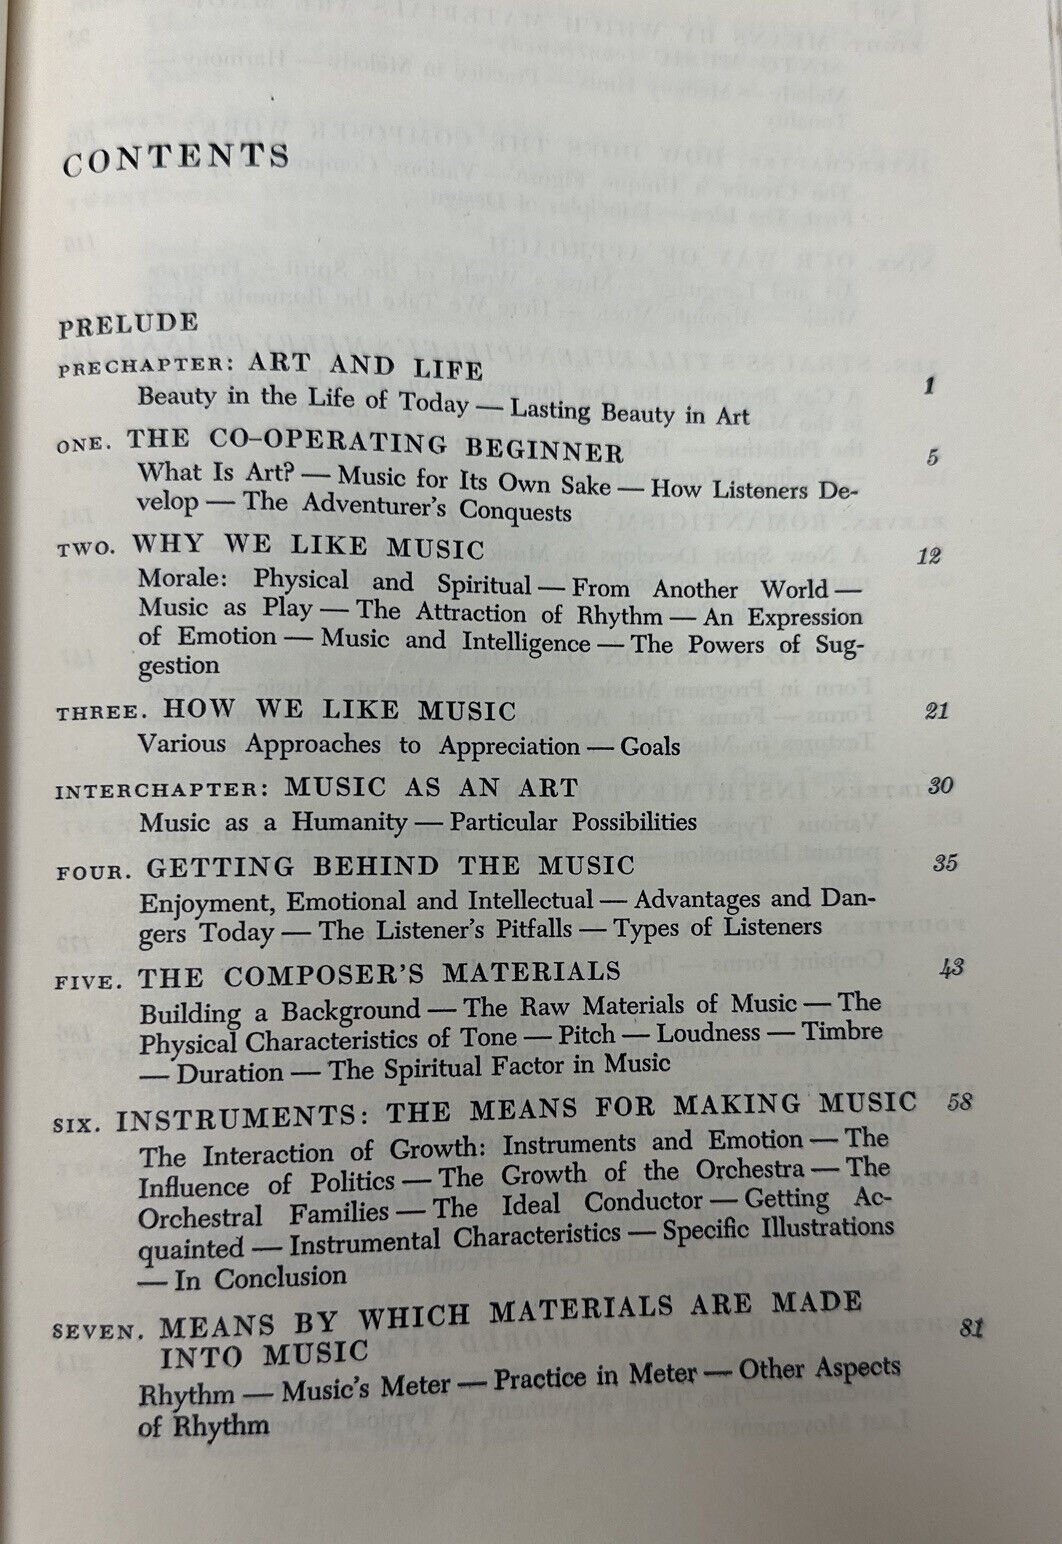 CONTENTS
PRELUDE
PRECHAPTER: ART AND LIFE 1
Beauty in the Life of Today — Lasting Beauty in Art
ONE. THE CO-OPERATING BEGINNER 5
What Is Art? — Music for Its Own Sake — How Listeners De-
velop — The Adventurer's Conquests
TWO. WHY WE LIKE MUSIC 12
Morale: Physical and Spiritual — From Another World —
Music as Play — The Attraction of Rhythm — An Expression
of Emotion — Music and Intelligence — The Powers of Sug-
gestion
THREE. HOW WE LIKE MUSIC 21
Various Approaches to Appreciation — Goals
INTERCHAPTER: MUSIC AS AN ART 30
Music as a Humanity — Particular Possibilities
FOUR. GETTING BEHIND THE MUSIC 35
Enjoyment, Emotional and Intellectual — Advantages and Dan-
gers Today — The Listener's Pitfalls — Types of Listeners
FIVE. THE COMPOSER'S MATERIALS 43
Building a Background — The Raw Materials of Music — The
Physical Characteristics of Tone — Pitch — Loudness — Timbre
— Duration — The Spiritual Factor in Music
SIX. INSTRUMENTS: THE MEANS FOR MAKING MUSIC 58
The Interaction of Growth: Instruments and Emotion — The
Influence of Politics — The Growth of the Orchestra — The
Orchestral Families — The Ideal Conductor — Getting Ac-
quainted — Instrumental Characteristics — Specific Illustrations
— In Conclusion
SEVEN. MEANS BY WHICH MATERIALS ARE MADE
INTO MUSIC 81
Rhythm — Music's Meter — Practice in Meter — Other Aspects
of Rhythm